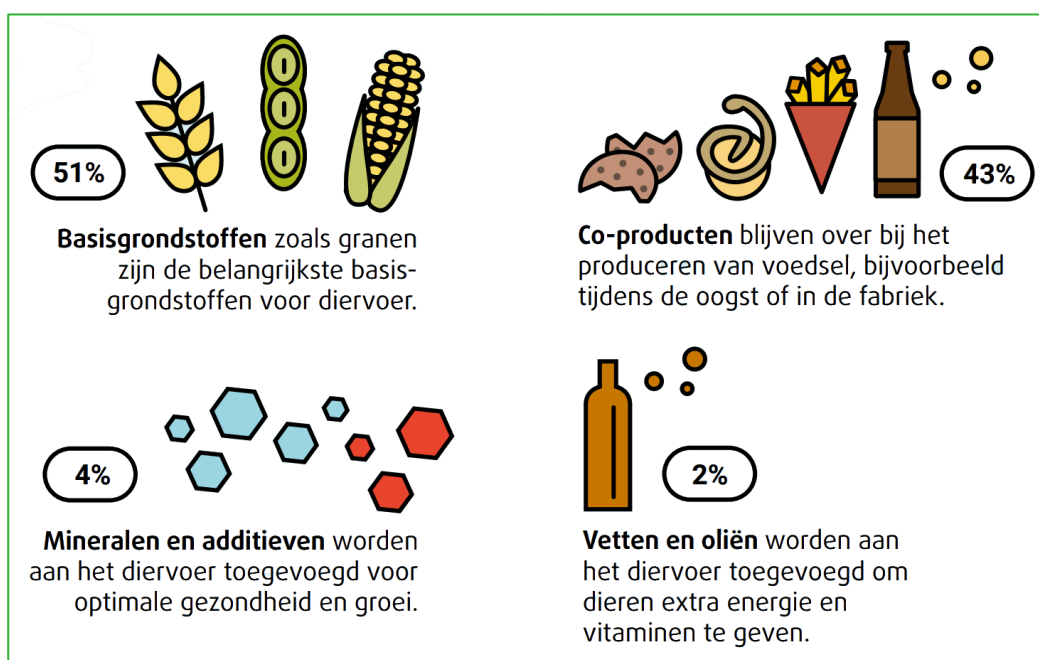 51%
Basisgrondstoffen zoals granen
zijn de belangrijkste basis-
grondstoffen voor diervoer.
43%
Co-producten blijven over bij het
produceren van voedsel, bijvoorbeeld
tijdens de oogst of in de fabriek.
4%
Mineralen en additieven worden
aan het diervoer toegevoegd voor
optimale gezondheid en groei.
2%
Vetten en oliën worden aan
het diervoer toegevoegd om
dieren extra energie en
vitaminen te geven.